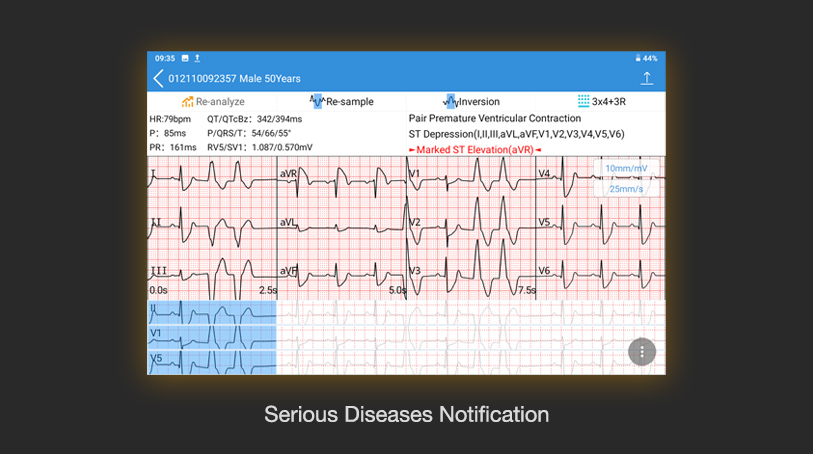 09:35 44%
012110092357 Male 50Years
Re-analyze Re-sample Inversion 3x4+3R
HR:79bpm QT/QTcBz: 342/394ms Pair Premature Ventricular Contraction
P: 85ms P/QRS/T: 54/66/55° ST Depression(I,II,III,aVL,aVF,V1,V2,V3,V4,V5,V6)
PR: 161ms RV5/SV1: 1.087/0.570mV ►Marked ST Elevation(aVR)◄
I aVR V1 V4 10mm/mV
25mm/s
II aVL V2 V5
III aVF V3 V6
0.0s 2.5s 5.0s 7.5s
II
V1
V5
Serious Diseases Notification